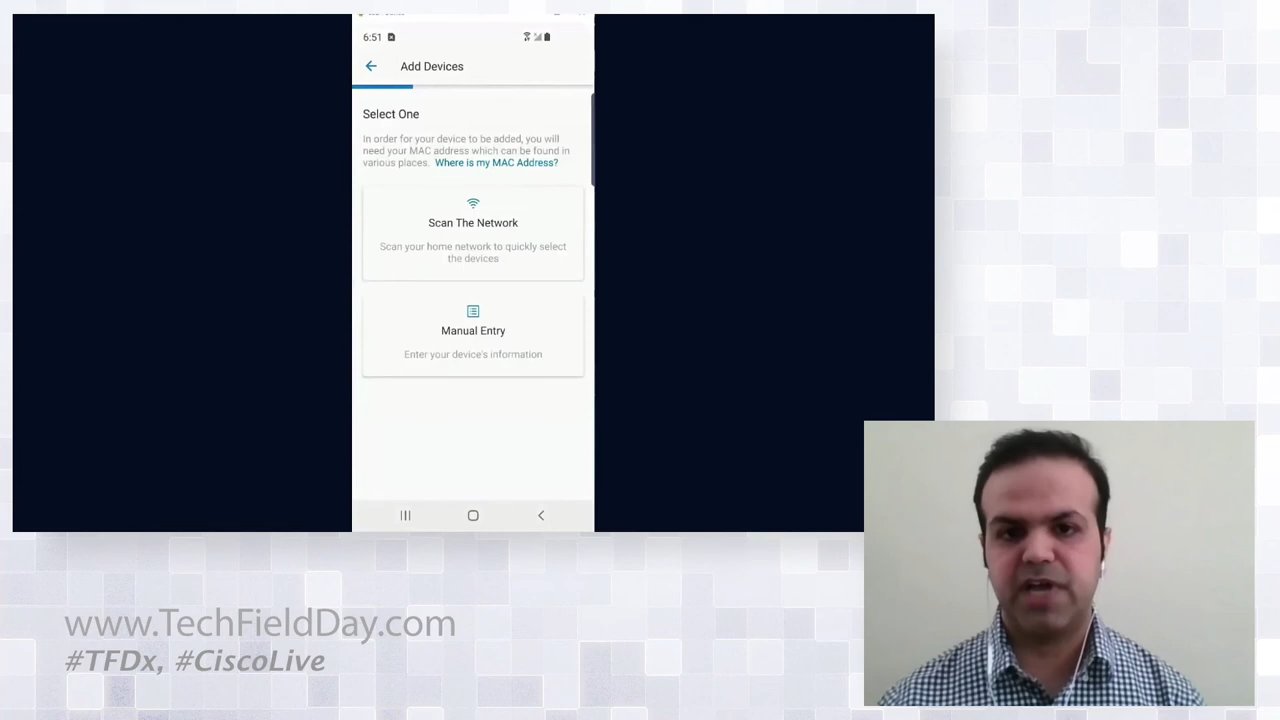 6:51
Add Devices
Select One
In order for your device to be added, you will
need your MAC address which can be found in
various places. Where is my MAC Address?
Scan The Network
Scan your home network to quickly select
the devices
Manual Entry
Enter your device's information
www.TechFieldDay.com
#TFDx, #CiscoLive